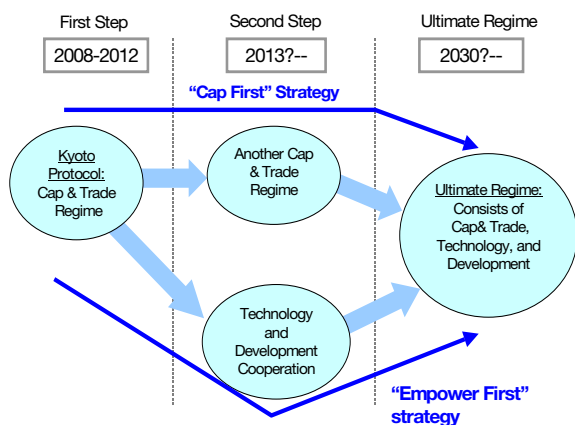 First Step
Second Step
Ultimate Regime
2008-2012
2013?--
2030?--
“Cap First” Strategy
Kyoto
Protocol:
Cap & Trade
Regime
Another Cap
& Trade
Regime
Ultimate Regime:
Consists of
Cap& Trade,
Technology, and
Development
Technology
and
Development
Cooperation
“Empower First”
strategy